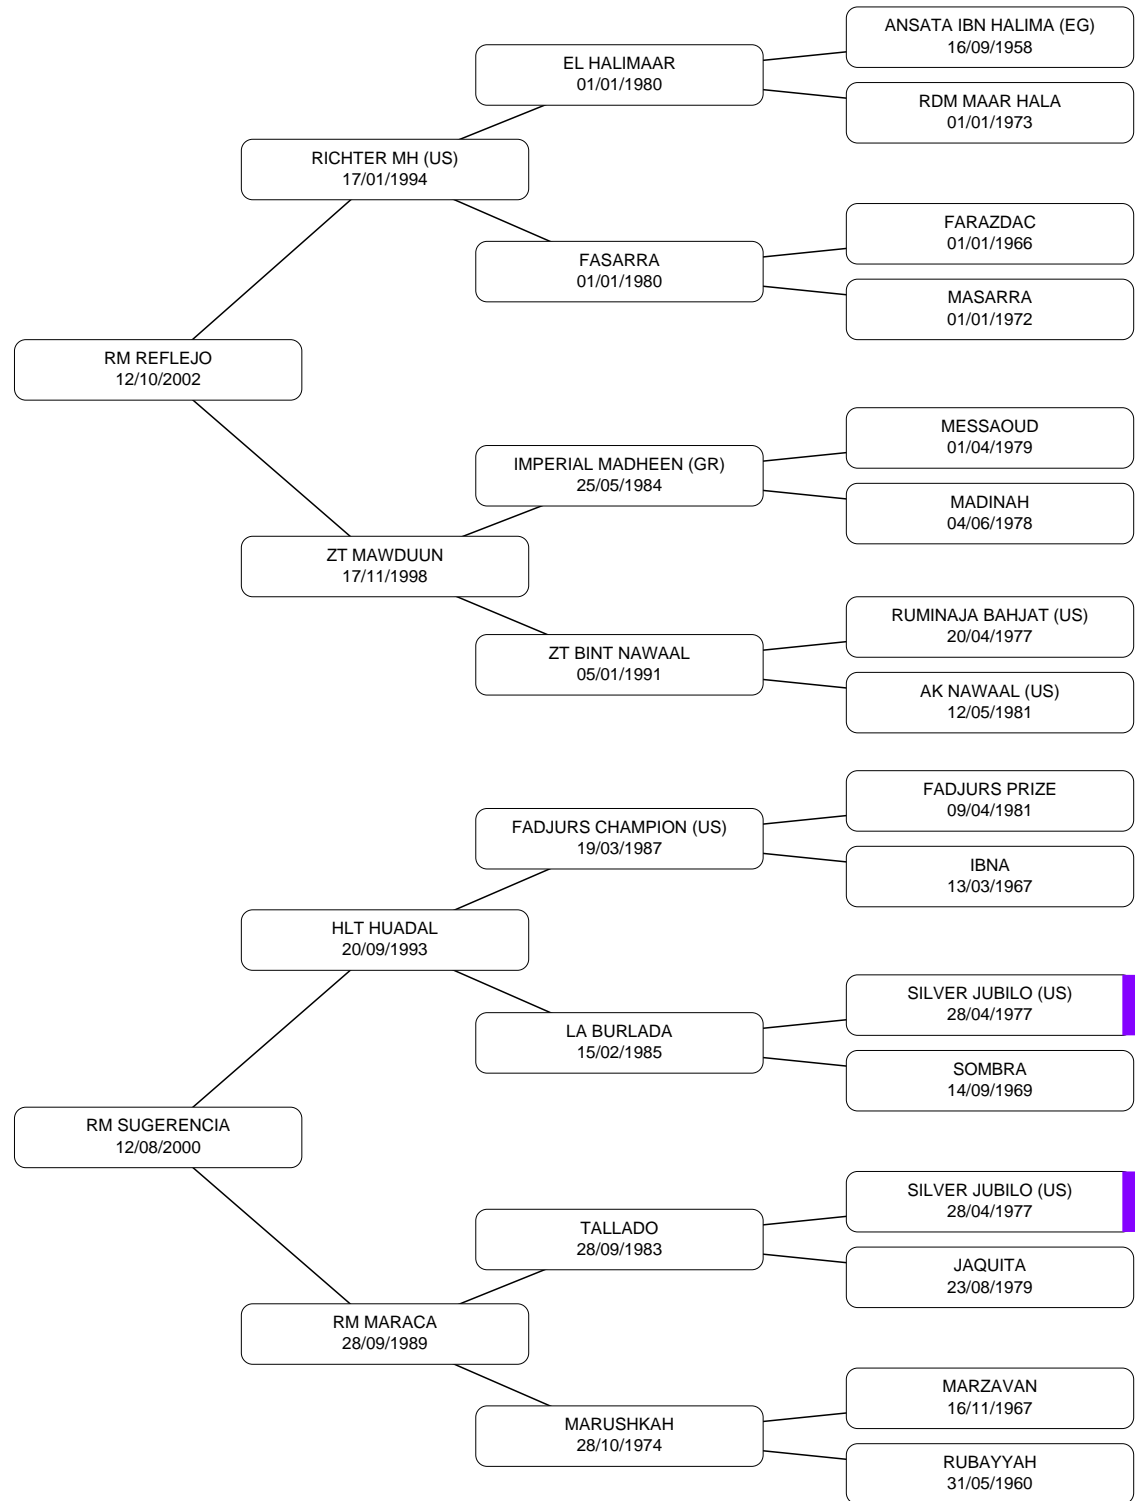 ANSATA IBN HALIMA (EG)
16/09/1958
EL HALIMAAR
01/01/1980
RDM MAAR HALA
01/01/1973
RICHTER MH (US)
17/01/1994
FARAZDAC
01/01/1966
FASARRA
01/01/1980
MASARRA
01/01/1972
RM REFLEJO
12/10/2002
MESSAOUD
01/04/1979
IMPERIAL MADHEEN (GR)
25/05/1984
MADINAH
04/06/1978
ZT MAWDUUN
17/11/1998
RUMINAJA BAHJAT (US)
20/04/1977
ZT BINT NAWAAL
05/01/1991
AK NAWAAL (US)
12/05/1981
FADJURS PRIZE
09/04/1981
FADJURS CHAMPION (US)
19/03/1987
IBNA
13/03/1967
HLT HUADAL
20/09/1993
SILVER JUBILO (US)
28/04/1977
LA BURLADA
15/02/1985
SOMBRA
14/09/1969
RM SUGERENCIA
12/08/2000
SILVER JUBILO (US)
28/04/1977
TALLADO
28/09/1983
JAQUITA
23/08/1979
RM MARACA
28/09/1989
MARZAVAN
16/11/1967
MARUSHKAH
28/10/1974
RUBAYYAH
31/05/1960